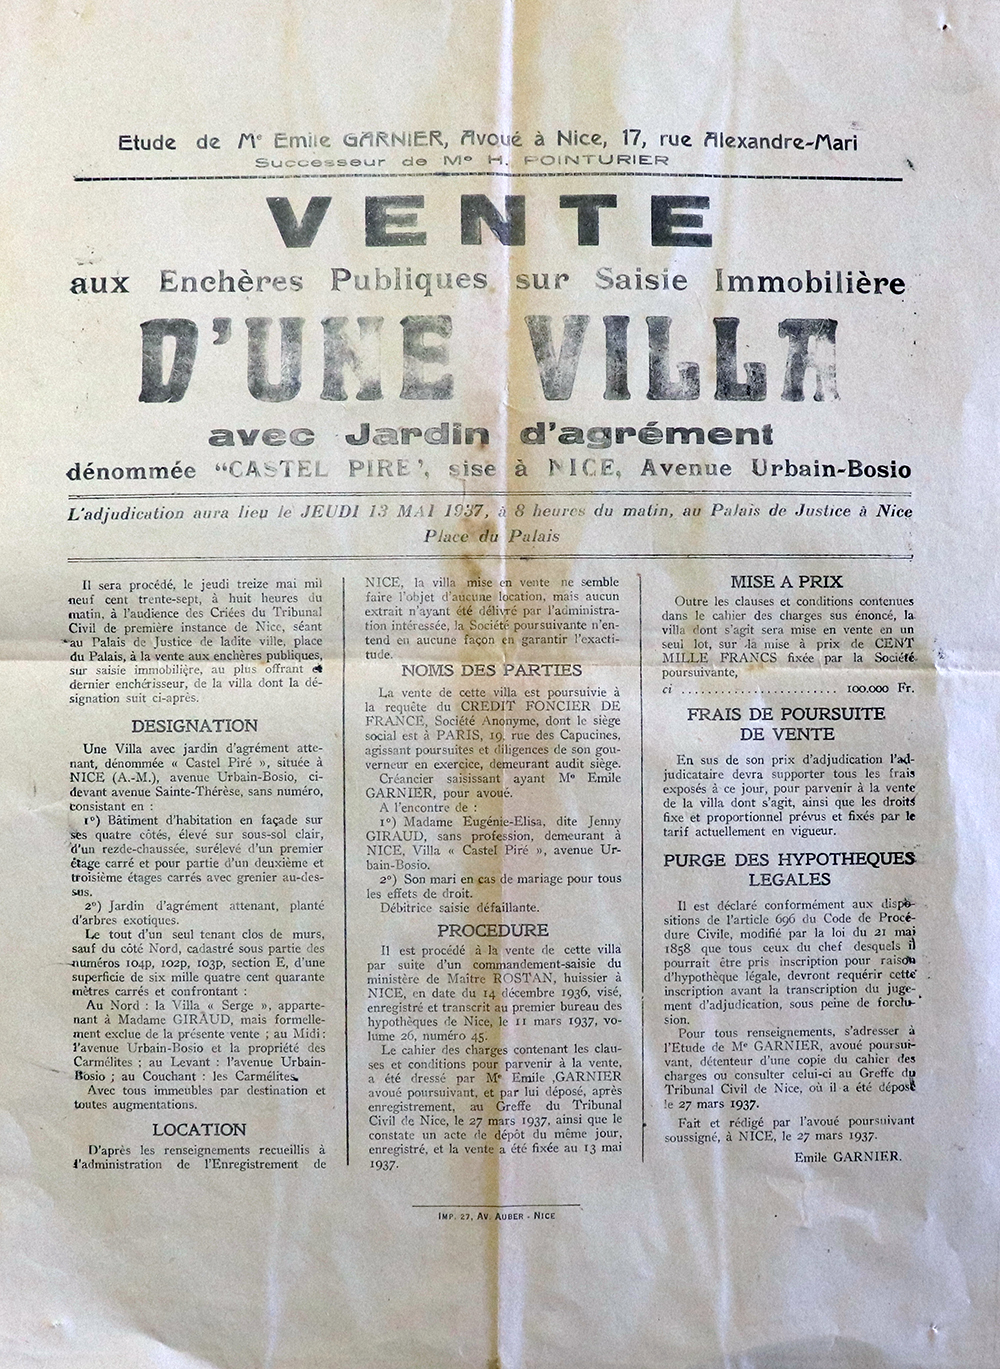 Etude de Me Emile GARNIER, Avoué à Nice, 17, rue Alexandre-Mari
Successeur de Me H. POINTURIER
VENTE
aux Enchères Publiques sur Saisie Immobilière
D'UNE VILLA
avec Jardin d'agrément
dénommée "CASTEL PIRE", sise à NICE, Avenue Urbain-Bosio
L'adjudication aura lieu le JEUDI 13 MAI 1937, à 8 heures du matin, au Palais de Justice à Nice
Place du Palais
Il sera procédé, le jeudi treize mai mil
neuf cent trente-sept, à huit heures du
matin, à l'audience des Criées du Tribunal
Civil de première instance de Nice, séant
au Palais de Justice de ladite ville, place
du Palais, à la vente aux enchères publiques,
sur saisie immobilière, au plus offrant et
dernier enchérisseur, de la villa dont la dé-
signation suit ci-après.
DESIGNATION
Une Villa avec jardin d'agrément atte-
nant, dénommée « Castel Piré », située à
NICE (A.-M.), avenue Urbain-Bosio, ci-
devant avenue Sainte-Thérèse, sans numéro,
consistant en :
1°) Bâtiment d'habitation en façade sur
ses quatre côtés, élevé sur sous-sol clair,
d'un rezde-chaussée, surélevé d'un premier
étage carré et pour partie d'un deuxième et
troisième étages carrés avec grenier au-des-
sus.
2°) Jardin d'agrément attenant, planté
d'arbres exotiques.
Le tout d'un seul tenant clos de murs,
sauf du côté Nord, cadastré sous partie des
numéros 104p, 102p, 103p, section E, d'une
superficie de six mille quatre cent quarante
mètres carrés et confrontant :
Au Nord : la Villa « Serge », apparte-
nant à Madame GIRAUD, mais formelle-
ment exclue de la présente vente ; au Midi :
l'avenue Urbain-Bosio et la propriété des
Carmélites ; au Levant : l'avenue Urbain-
Bosio ; au Couchant : les Carmélites.
Avec tous immeubles par destination et
toutes augmentations.
LOCATION
D'après les renseignements recueillis à
l'administration de l'Enregistrement de
NICE, la villa mise en vente ne semble
faire l'objet d'aucune location, mais aucun
extrait n'ayant été délivré par l'administra-
tion intéressée, la Société poursuivante n'en-
tend en aucune façon en garantir l'exacti-
tude.
NOMS DES PARTIES
La vente de cette villa est poursuivie à
la requête du CREDIT FONCIER DE
FRANCE, Société Anonyme, dont le siège
social est à PARIS, 19, rue des Capucines,
agissant poursuites et diligences de son gou-
verneur en exercice, demeurant audit siège.
Créancier saisissant ayant Me Emile
GARNIER, pour avoué.
A l'encontre de :
1°) Madame Eugénie-Elisa, dite Jenny
GIRAUD, sans profession, demeurant à
NICE, Villa « Castel Piré », avenue Ur-
bain-Bosio.
2°) Son mari en cas de mariage pour tous
les effets de droit.
Débitrice saisie défaillante.
PROCEDURE
Il est procédé à la vente de cette villa
par suite d'un commandement-saisie du
ministère de Maître ROSTAN, huissier à
NICE, en date du 14 décembre 1936, visé,
enregistré et transcrit au premier bureau des
hypothèques de Nice, le 11 mars 1937, vo-
lume 26, numéro 45.
Le cahier des charges contenant les clau-
ses et conditions pour parvenir à la vente,
a été dressé par Me Emile GARNIER
avoué poursuivant, et par lui déposé, après
enregistrement, au Greffe du Tribunal
Civil de Nice, le 27 mars 1937, ainsi que le
constate un acte de dépôt du même jour,
enregistré, et la vente a été fixée au 13 mai
1937.
MISE A PRIX
Outre les clauses et conditions contenues
dans le cahier des charges sus énoncé, la
villa dont s'agit sera mise en vente en un
seul lot, sur la mise à prix de CENT
MILLE FRANCS fixée par la Société
poursuivante,
ci ........................ 100.000 Fr.
FRAIS DE POURSUITE
DE VENTE
En sus de son prix d'adjudication l'ad-
judicataire devra supporter tous les frais
exposés à ce jour, pour parvenir à la vente
de la villa dont s'agit, ainsi que les droits
fixe et proportionnel prévus et fixés par le
tarif actuellement en vigueur.
PURGE DES HYPOTHEQUES
LEGALES
Il est déclaré conformément aux dispo-
sitions de l'article 696 du Code de Procé-
dure Civile, modifié par la loi du 21 mai
1858 que tous ceux du chef desquels il
pourrait être pris inscription pour raison
d'hypothèque légale, devront requérir cette
inscription avant la transcription du juge-
ment d'adjudication, sous peine de forclu-
sion.
Pour tous renseignements, s'adresser à
l'Etude de Me GARNIER, avoué poursui-
vant, détenteur d'une copie du cahier des
charges ou consulter celui-ci au Greffe du
Tribunal Civil de Nice, où il a été déposé
le 27 mars 1937.
Fait et rédigé par l'avoué poursuivant
soussigné, à NICE, le 27 mars 1937.
Emile GARNIER.
IMP. 27, AV. AUBER - NICE